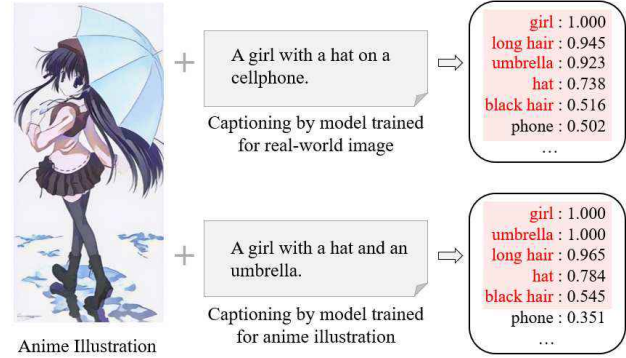 A girl with a hat on a
cellphone.
Captioning by model trained
for real-world image
girl : 1.000
long hair : 0.945
umbrella : 0.923
hat : 0.738
black hair : 0.516
phone : 0.502
...
A girl with a hat and an
umbrella.
Captioning by model trained
for anime illustration
girl : 1.000
umbrella : 1.000
long hair : 0.965
hat : 0.784
black hair : 0.545
phone : 0.351
...
Anime Illustration